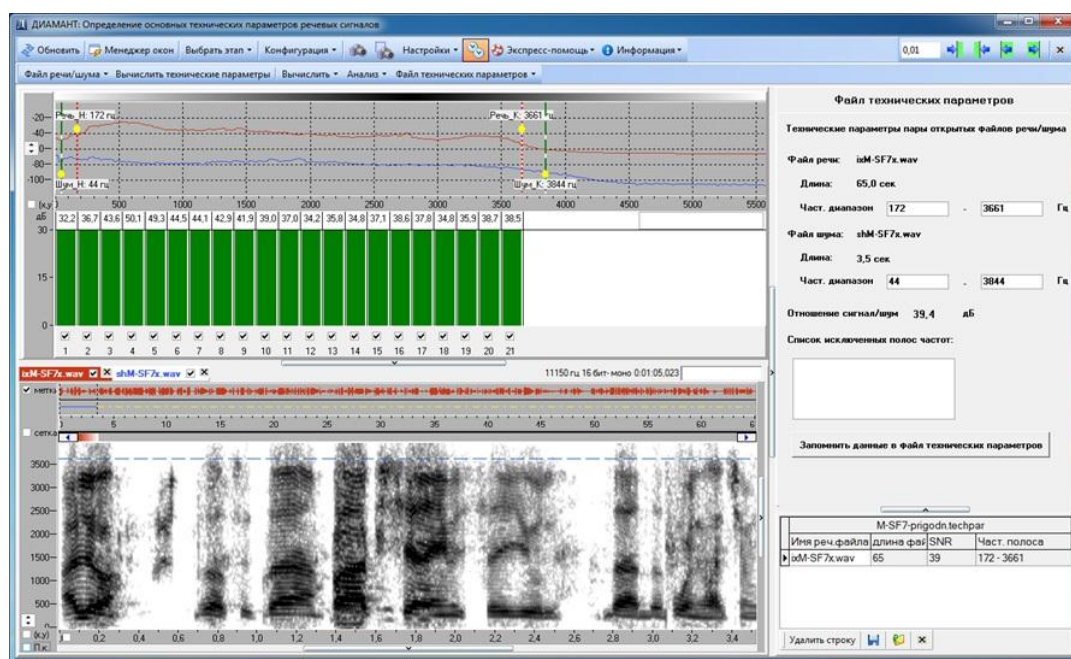 ДИАМАНТ: Определение основных технических параметров речевых сигналов
Обновить Менеджер окон Выбрать этап Конфигурация Настройки Экспресс-помощь Информация 0,01
Файл речи/шума Вычислить технические параметры Вычислить Анализ Файл технических параметров
Файл технических параметров
Технические параметры пары открытых файлов речи/шума
Файл речи: ixM-SF7x.wav
Длина: 65,0 сек
Част. диапазон 172 - 3661 Гц
Файл шума: shM-SF7x.wav
Длина: 3,5 сек
Част. диапазон 44 - 3844 Гц
Отношение сигнал/шум 39,4 дБ
Список исключенных полос частот:
Запомнить данные в файл технических параметров
M-SF7-prigodn.techpar
Имя реч.файла длина фай SNR Част. полоса
ixM-SF7x.wav 65 39 172 - 3661
Удалить строку
-20
Речь_Н: 172 гц Речь_К: 3661 гц
-40
-80
-100
Шум_Н: 44 гц Шум_К: 3844 гц
(x,y) 500 1000 1500 2000 2500 3000 3500 4000 4500 5000 5500
дБ 32,2 36,7 43,6 50,1 49,3 44,5 44,1 42,9 41,9 39,0 37,0 34,2 35,8 34,8 37,1 38,6 37,8 34,8 35,9 38,7 38,5
30
15
0
1 2 3 4 5 6 7 8 9 10 11 12 13 14 15 16 17 18 19 20 21
ixM-SF7x.wav shM-SF7x.wav 11150 гц 16 бит- моно 0:01:05,023
метка
5 10 15 20 25 30 35 40 45 50 55 60
сетка
3500
3000
2500
2000
1500
1000
500
0
(x,y) 0,2 0,4 0,6 0,8 1,0 1,2 1,4 1,6 1,8 2,0 2,2 2,4 2,6 2,8 3,0 3,2 3,4
П.к